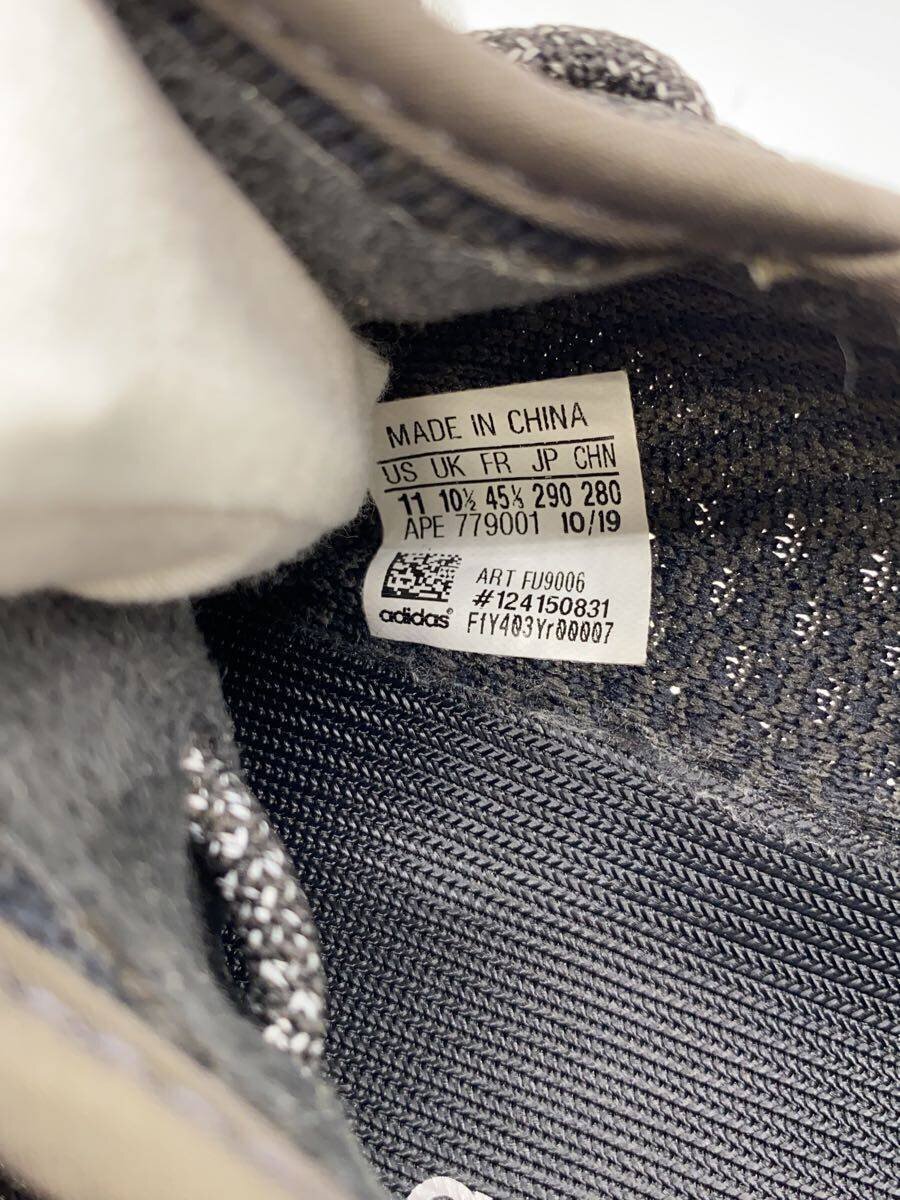 MADE IN CHINA
US UK FR JP CHN
11 10½ 45⅓ 290 280
APE 779001 10/19
ART FU9006
#124150831
adidas®
F1Y403Yr00007